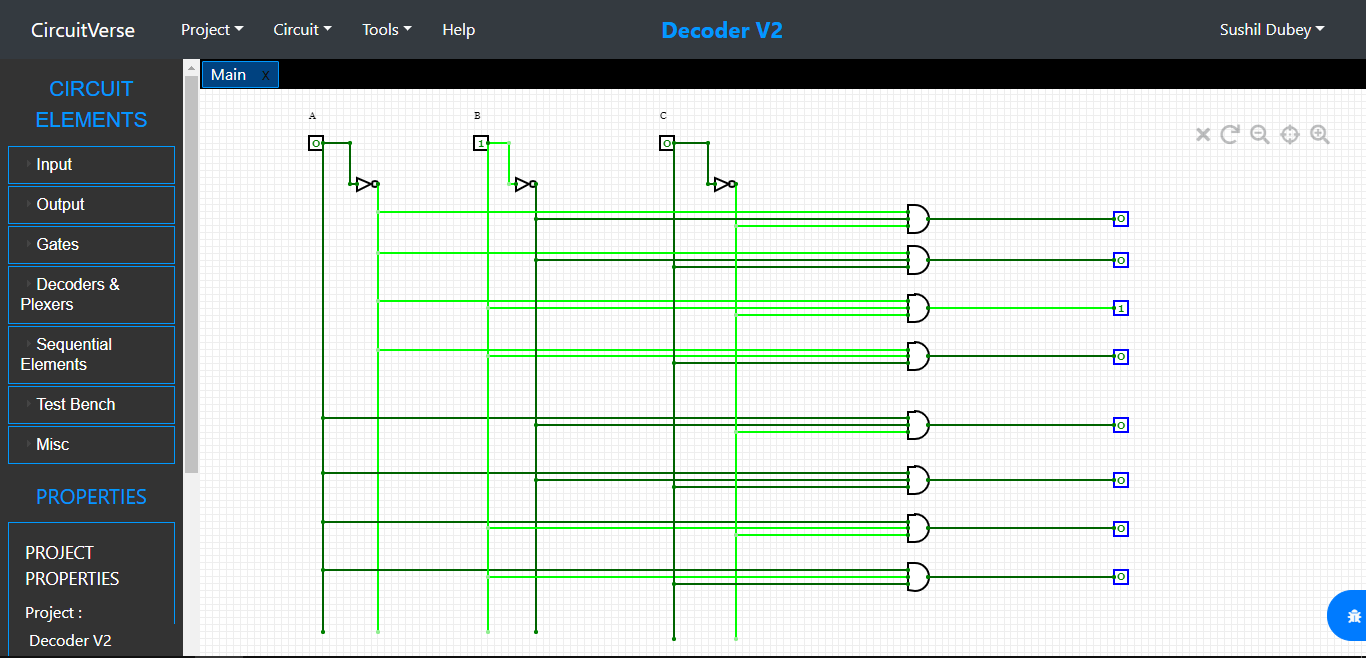 CircuitVerse Project Circuit Tools Help Decoder V2 Sushil Dubey
CIRCUIT
ELEMENTS
Input
Output
Gates
Decoders &
Plexers
Sequential
Elements
Test Bench
Misc
PROPERTIES
PROJECT
PROPERTIES
Project :
Decoder V2
Main x
A B C
0 1 0
0
0
1
0
0
0
0
0